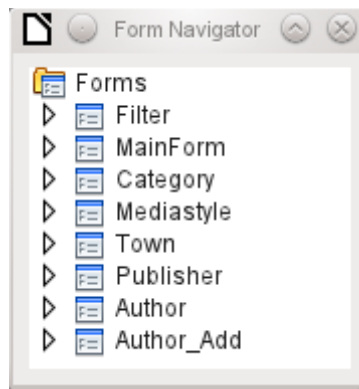 Form Navigator
Forms
Filter
MainForm
Category
Mediastyle
Town
Publisher
Author
Author_Add